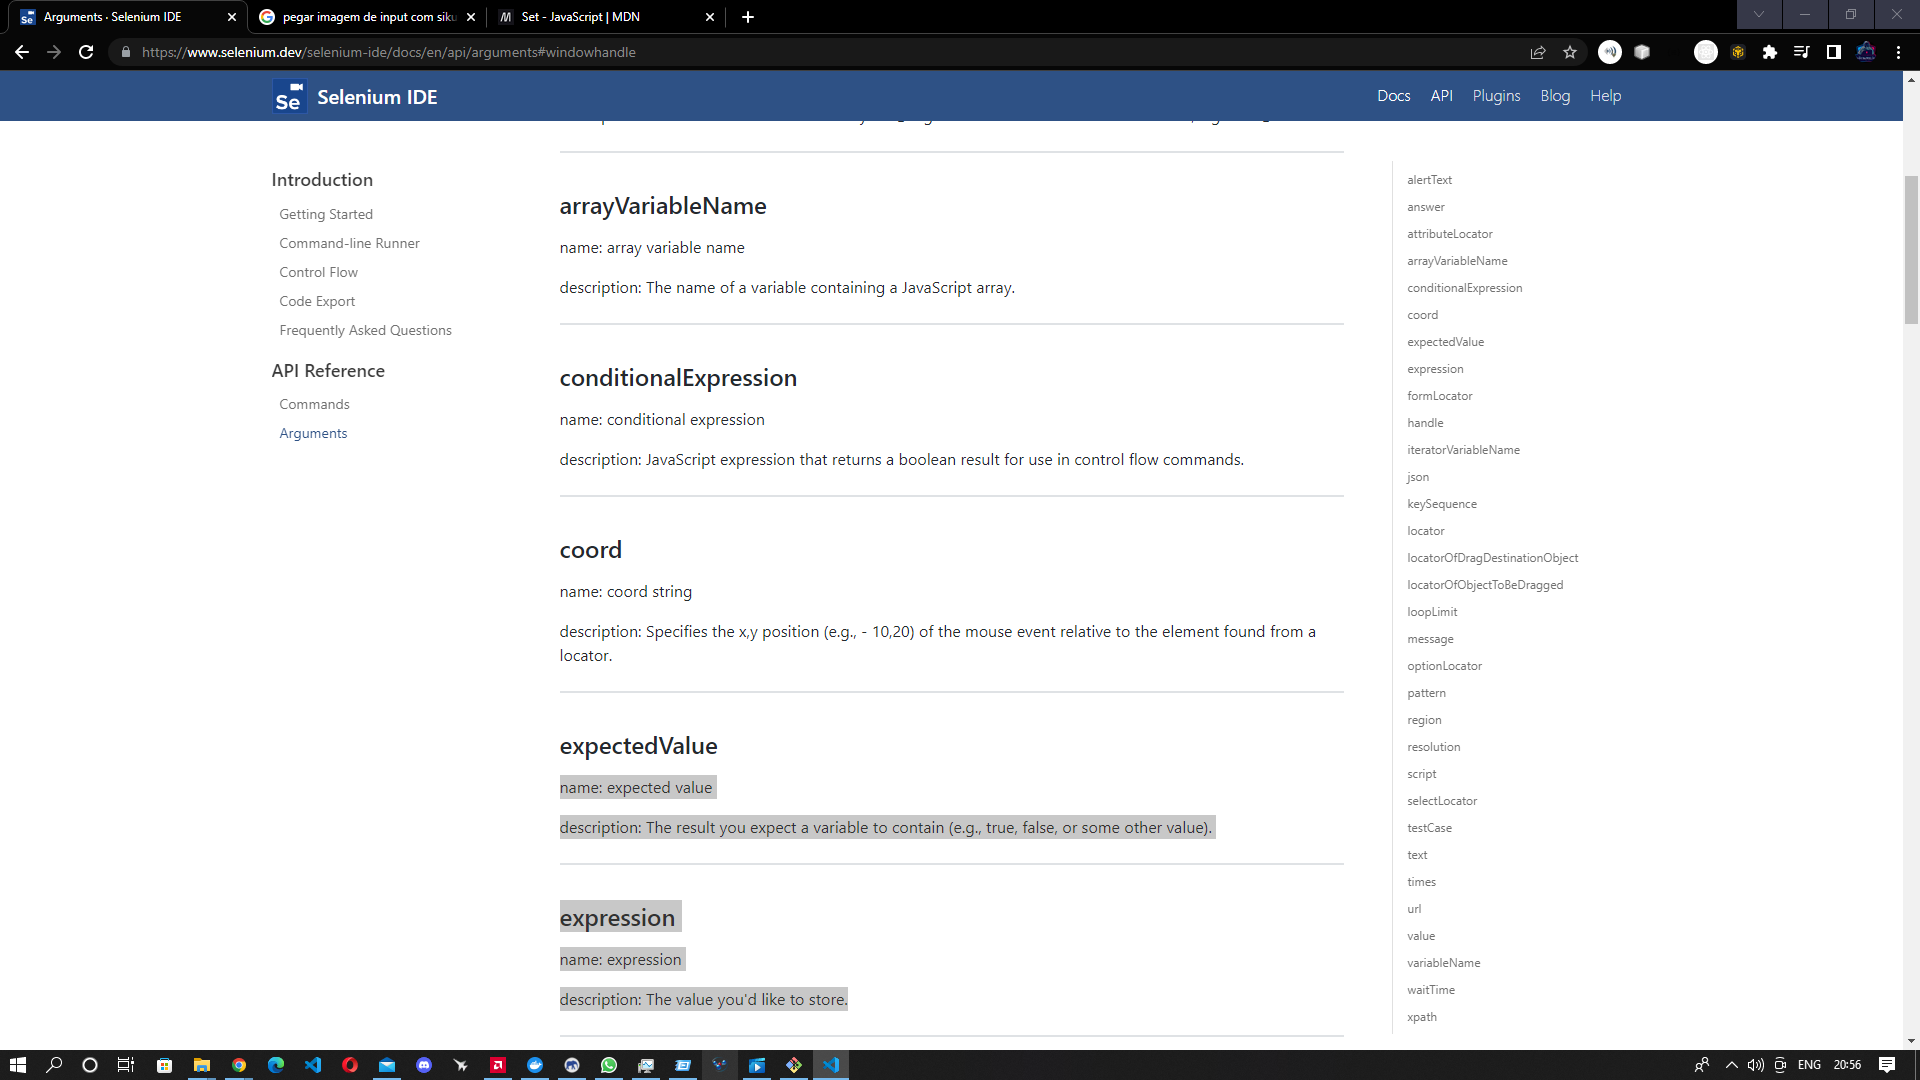 Arguments · Selenium IDE
pegar imagem de input com siku
Set - JavaScript | MDN
https://www.selenium.dev/selenium-ide/docs/en/api/arguments#windowhandle
Se
Selenium IDE
Docs
API
Plugins
Blog
Help
Introduction
Getting Started
Command-line Runner
Control Flow
Code Export
Frequently Asked Questions
API Reference
Commands
Arguments
arrayVariableName
name: array variable name
description: The name of a variable containing a JavaScript array.
conditionalExpression
name: conditional expression
description: JavaScript expression that returns a boolean result for use in control flow commands.
coord
name: coord string
description: Specifies the x,y position (e.g., - 10,20) of the mouse event relative to the element found from a
locator.
expectedValue
name: expected value
description: The result you expect a variable to contain (e.g., true, false, or some other value).
expression
name: expression
description: The value you'd like to store.
alertText
answer
attributeLocator
arrayVariableName
conditionalExpression
coord
expectedValue
expression
formLocator
handle
iteratorVariableName
json
keySequence
locator
locatorOfDragDestinationObject
locatorOfObjectToBeDragged
loopLimit
message
optionLocator
pattern
region
resolution
script
selectLocator
testCase
text
times
url
value
variableName
waitTime
xpath
ENG
20:56